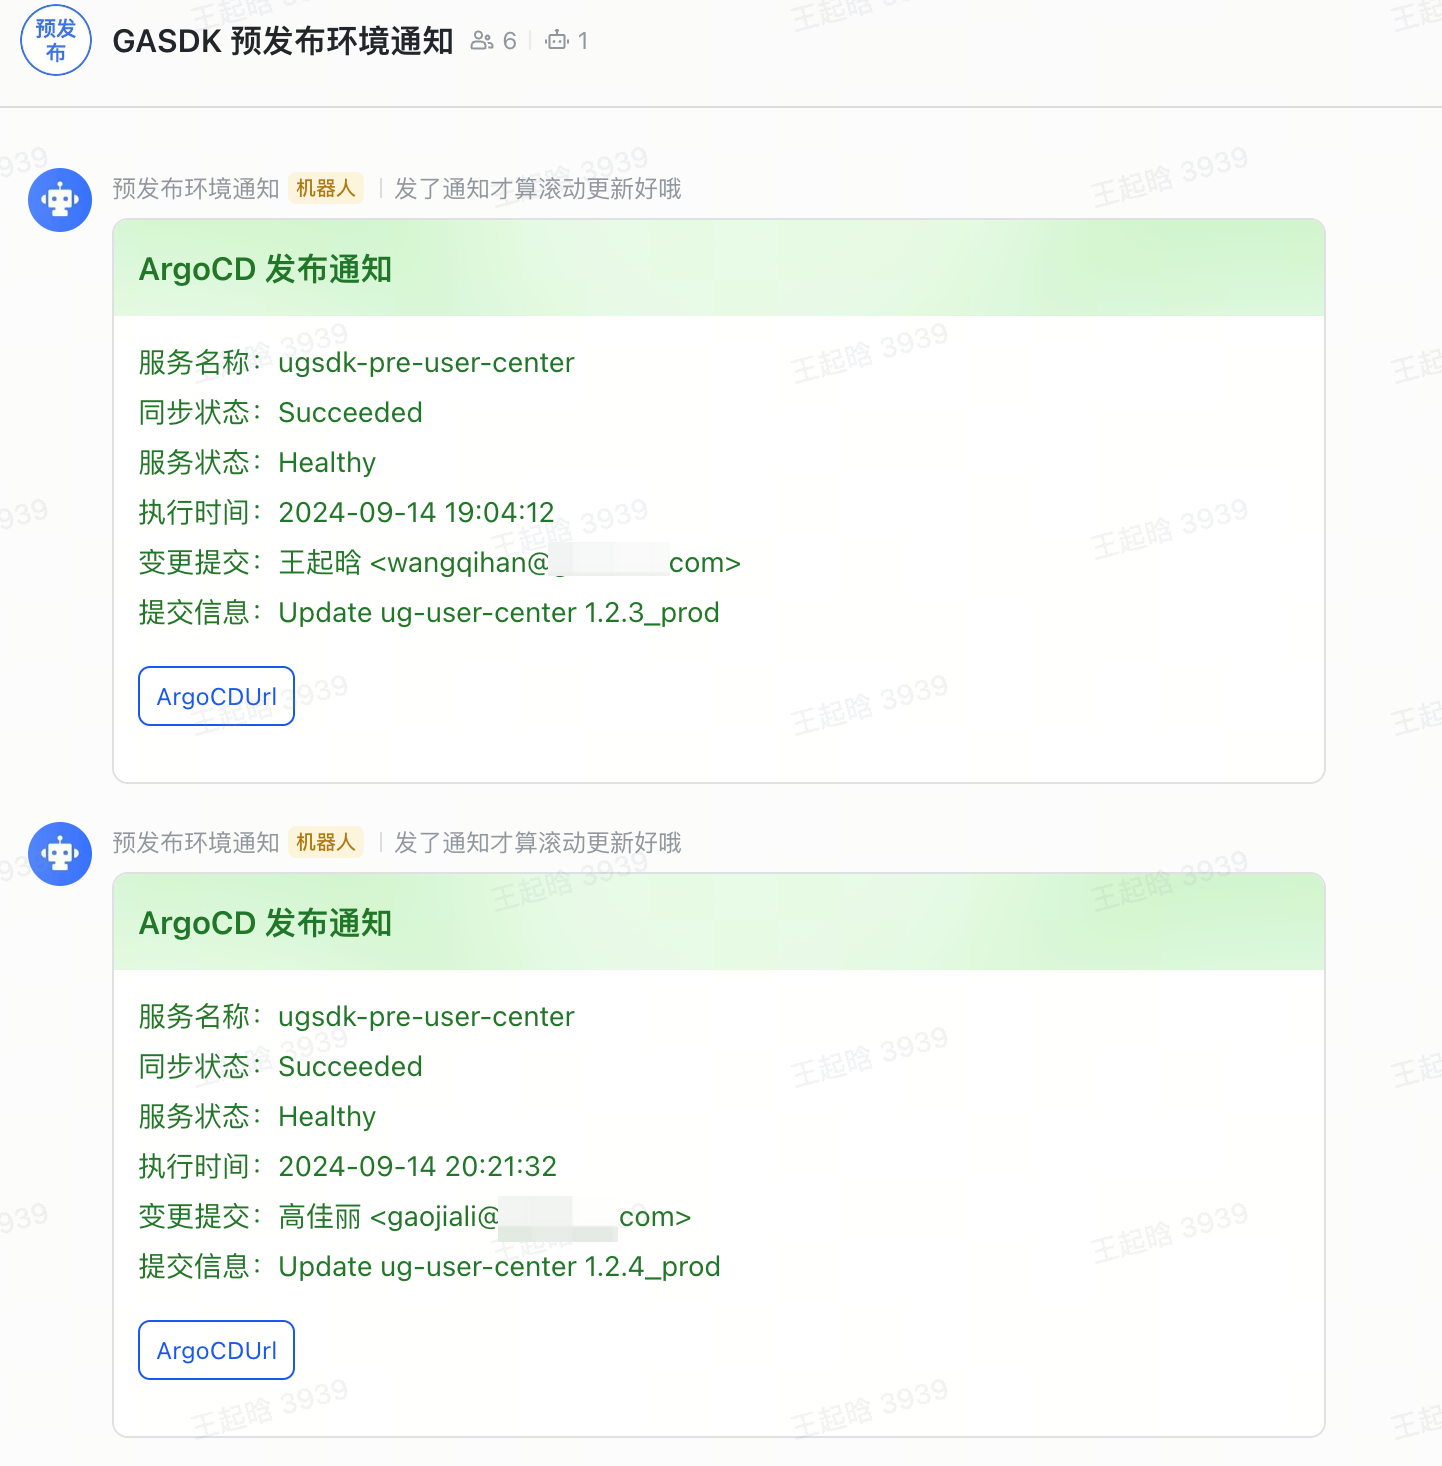 预发
布
GASDK 预发布环境通知 6 1
预发布环境通知 机器人 发了通知才算滚动更新好哦
ArgoCD 发布通知
服务名称：ugsdk-pre-user-center
同步状态：Succeeded
服务状态：Healthy
执行时间：2024-09-14 19:04:12
变更提交：王起晗 <wangqihan@ com>
提交信息：Update ug-user-center 1.2.3_prod
ArgoCDUrl
预发布环境通知 机器人 发了通知才算滚动更新好哦
ArgoCD 发布通知
服务名称：ugsdk-pre-user-center
同步状态：Succeeded
服务状态：Healthy
执行时间：2024-09-14 20:21:32
变更提交：高佳丽 <gaojiali@ com>
提交信息：Update ug-user-center 1.2.4_prod
ArgoCDUrl
王起晗 3939